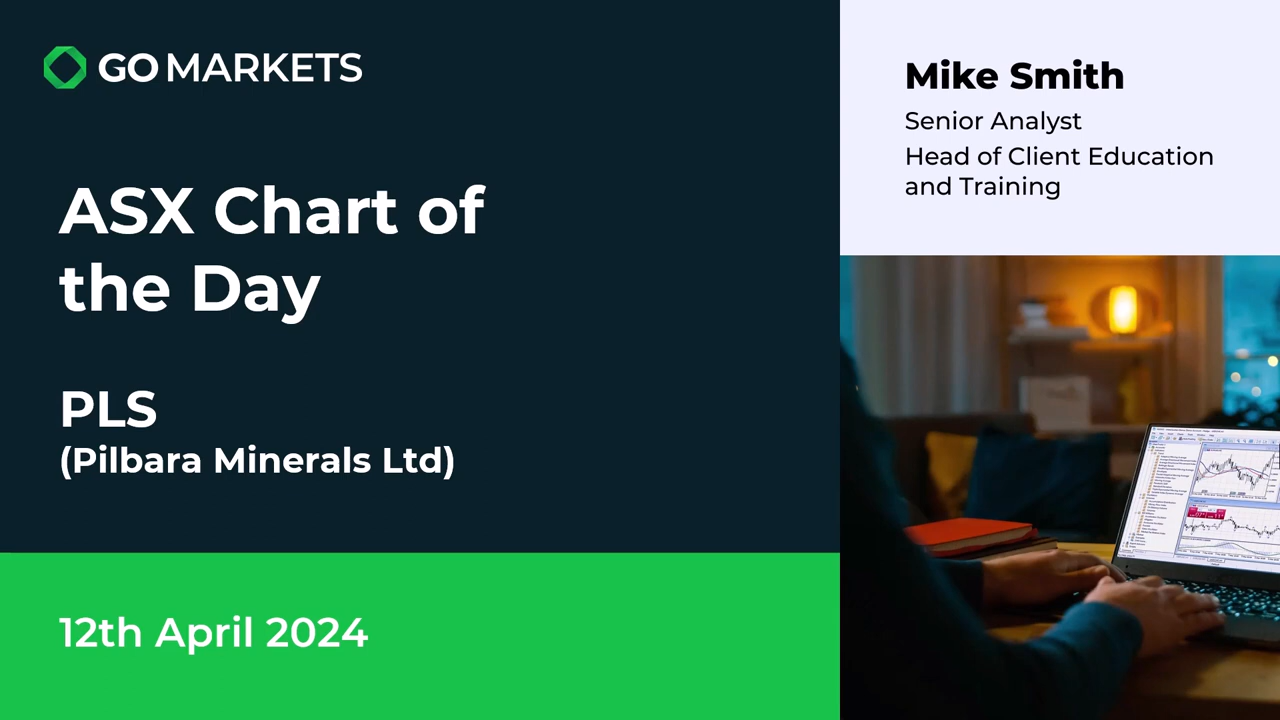 GO MARKETS
ASX Chart of
the Day
PLS
(Pilbara Minerals Ltd)
12th April 2024
Mike Smith
Senior Analyst
Head of Client Education
and Training